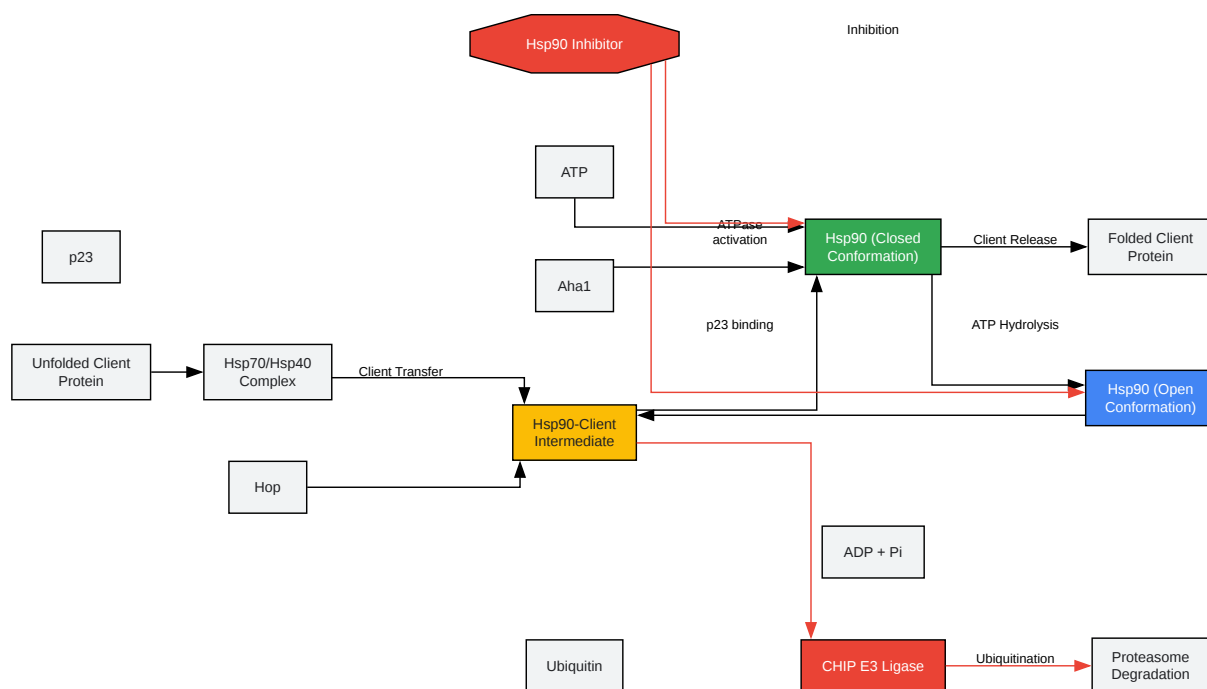 Hsp90 Inhibitor
Inhibition
ATP
ATPase
activation
Hsp90 (Closed
Conformation)
Client Release
Folded Client
Protein
p23
Aha1
p23 binding
ATP Hydrolysis
Unfolded Client
Protein
Hsp70/Hsp40
Complex
Client Transfer
Hsp90 (Open
Conformation)
Hsp90-Client
Intermediate
Hop
ADP + Pi
Ubiquitin
CHIP E3 Ligase
Ubiquitination
Proteasome
Degradation